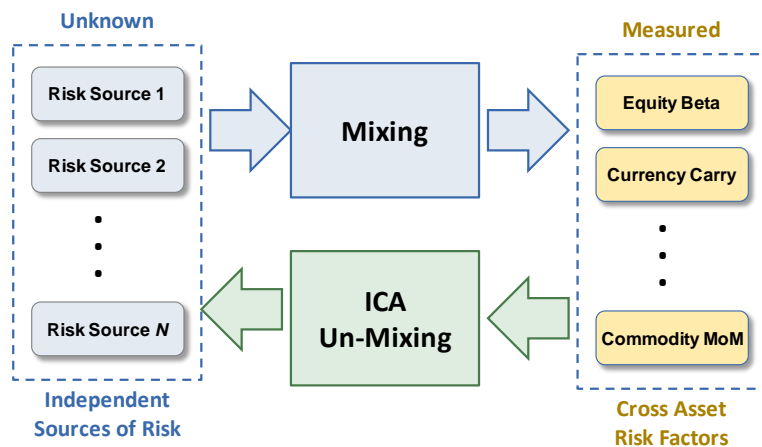 Unknown
Risk Source 1
Risk Source 2
Risk Source N
Independent
Sources of Risk
Mixing
ICA
Un-Mixing
Measured
Equity Beta
Currency Carry
Commodity MoM
Cross Asset
Risk Factors